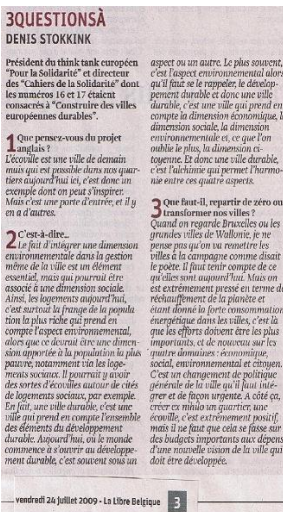 3QUESTIONSÀ
DENIS STOKKINK
Président du think tank européen
"Pour la Solidarité" et directeur
des "Cahiers de la Solidarité" dont
les numéros 16 et 17 étaient
consacrés à "Construire des villes
européennes durables".
1 Que pensez-vous du projet
anglais ?
L'écoville est une ville de demain
mais qui est possible dans nos quar-
tiers aujourd'hui ici, c'est donc un
exemple dont on peut s'inspirer.
Mais c'est une porte d'entrée, et il y
en a d'autres.
2 C'est-à-dire...
Le fait d'intégrer une dimension
environnementale dans la gestion
même de la ville est un élément
essentiel, mais qui pourrait être
associé à une dimension sociale.
Ainsi, les logements aujourd'hui,
c'est surtout la frange de la popula-
tion la plus riche qui prend en
compte l'aspect environnemental,
alors que ce devrait être une dimen-
sion apportée à la population la plus
pauvre, notamment via les loge-
ments sociaux. Il pourrait y avoir
des sortes d'écovilles autour de cités
de logements sociaux, par exemple.
En fait, une ville durable, c'est une
ville qui prend en compte l'ensemble
des éléments du développement
durable. Aujourd'hui, où le monde
commence à s'ouvrir au développe-
ment durable, c'est souvent sous un
aspect ou un autre. Le plus souvent,
c'est l'aspect environnemental alors
qu'il faut se le rappeler, le dévelop-
pement durable et donc une ville
durable, c'est une ville qui prend en
compte la dimension économique, la
dimension sociale, la dimension
environnementale et, ce que l'on
oublie le plus, la dimension ci-
toyenne. Et donc une ville durable,
c'est l'alchimie qui permet l'harmo-
nie entre ces quatre aspects.
3 Que faut-il, repartir de zéro ou
transformer nos villes ?
Quand on regarde Bruxelles ou les
grandes villes de Wallonie, je ne
pense pas qu'on va remettre les
villes à la campagne comme disait
le poète. Il faut tenir compte de ce
qu'elles sont aujourd'hui. Mais on
est extrêmement pressé en terme de
réchauffement de la planète et
étant donné la forte consommation
énergétique dans les villes, c'est là
que les efforts doivent être les plus
importants, et de nouveau sur les
quatre domaines : économique,
social, environnemental et citoyen.
C'est un changement de politique
générale de la ville qu'il faut inté-
grer et de façon urgente. A côté ça,
créer ex nihilo un quartier, une
écoville, c'est extrêmement positif,
mais il ne faut que cela se fasse sur
des budgets importants aux dépens
d'une nouvelle vision de la ville qui
doit être développée.
vendredi 24 juillet 2009 - La Libre Belgique 3